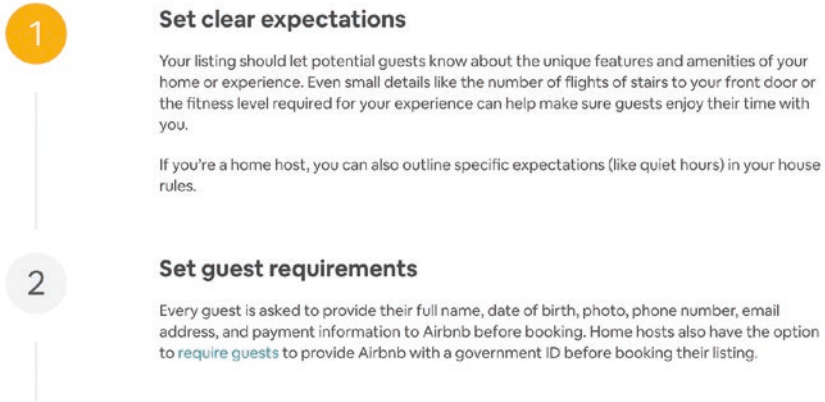 1
Set clear expectations
Your listing should let potential guests know about the unique features and amenities of your
home or experience. Even small details like the number of flights of stairs to your front door or
the fitness level required for your experience can help make sure guests enjoy their time with
you.
If you're a home host, you can also outline specific expectations (like quiet hours) in your house
rules.
2
Set guest requirements
Every guest is asked to provide their full name, date of birth, photo, phone number, email
address, and payment information to Airbnb before booking. Home hosts also have the option
to require guests to provide Airbnb with a government ID before booking their listing.